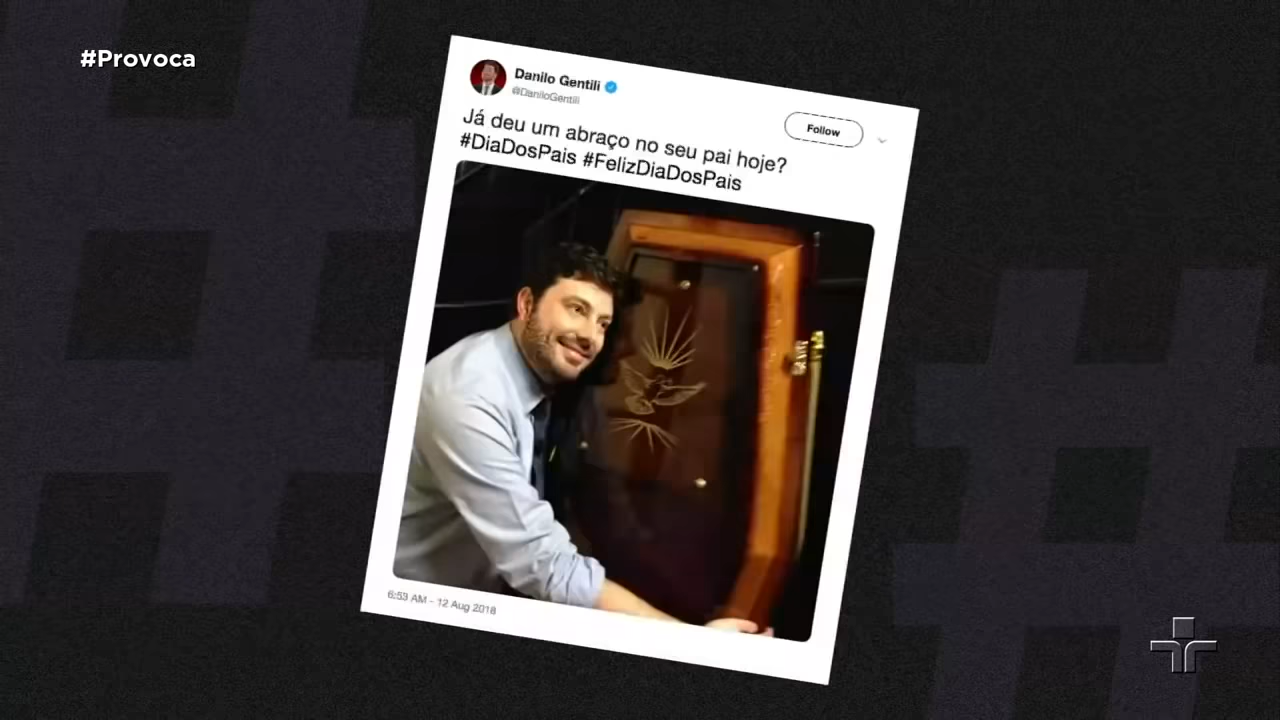 #Provoca
Danilo Gentili
@DaniloGentili
Follow
Já deu um abraço no seu pai hoje?
#DiaDosPais #FelizDiaDosPais
6:53 AM - 12 Aug 2018